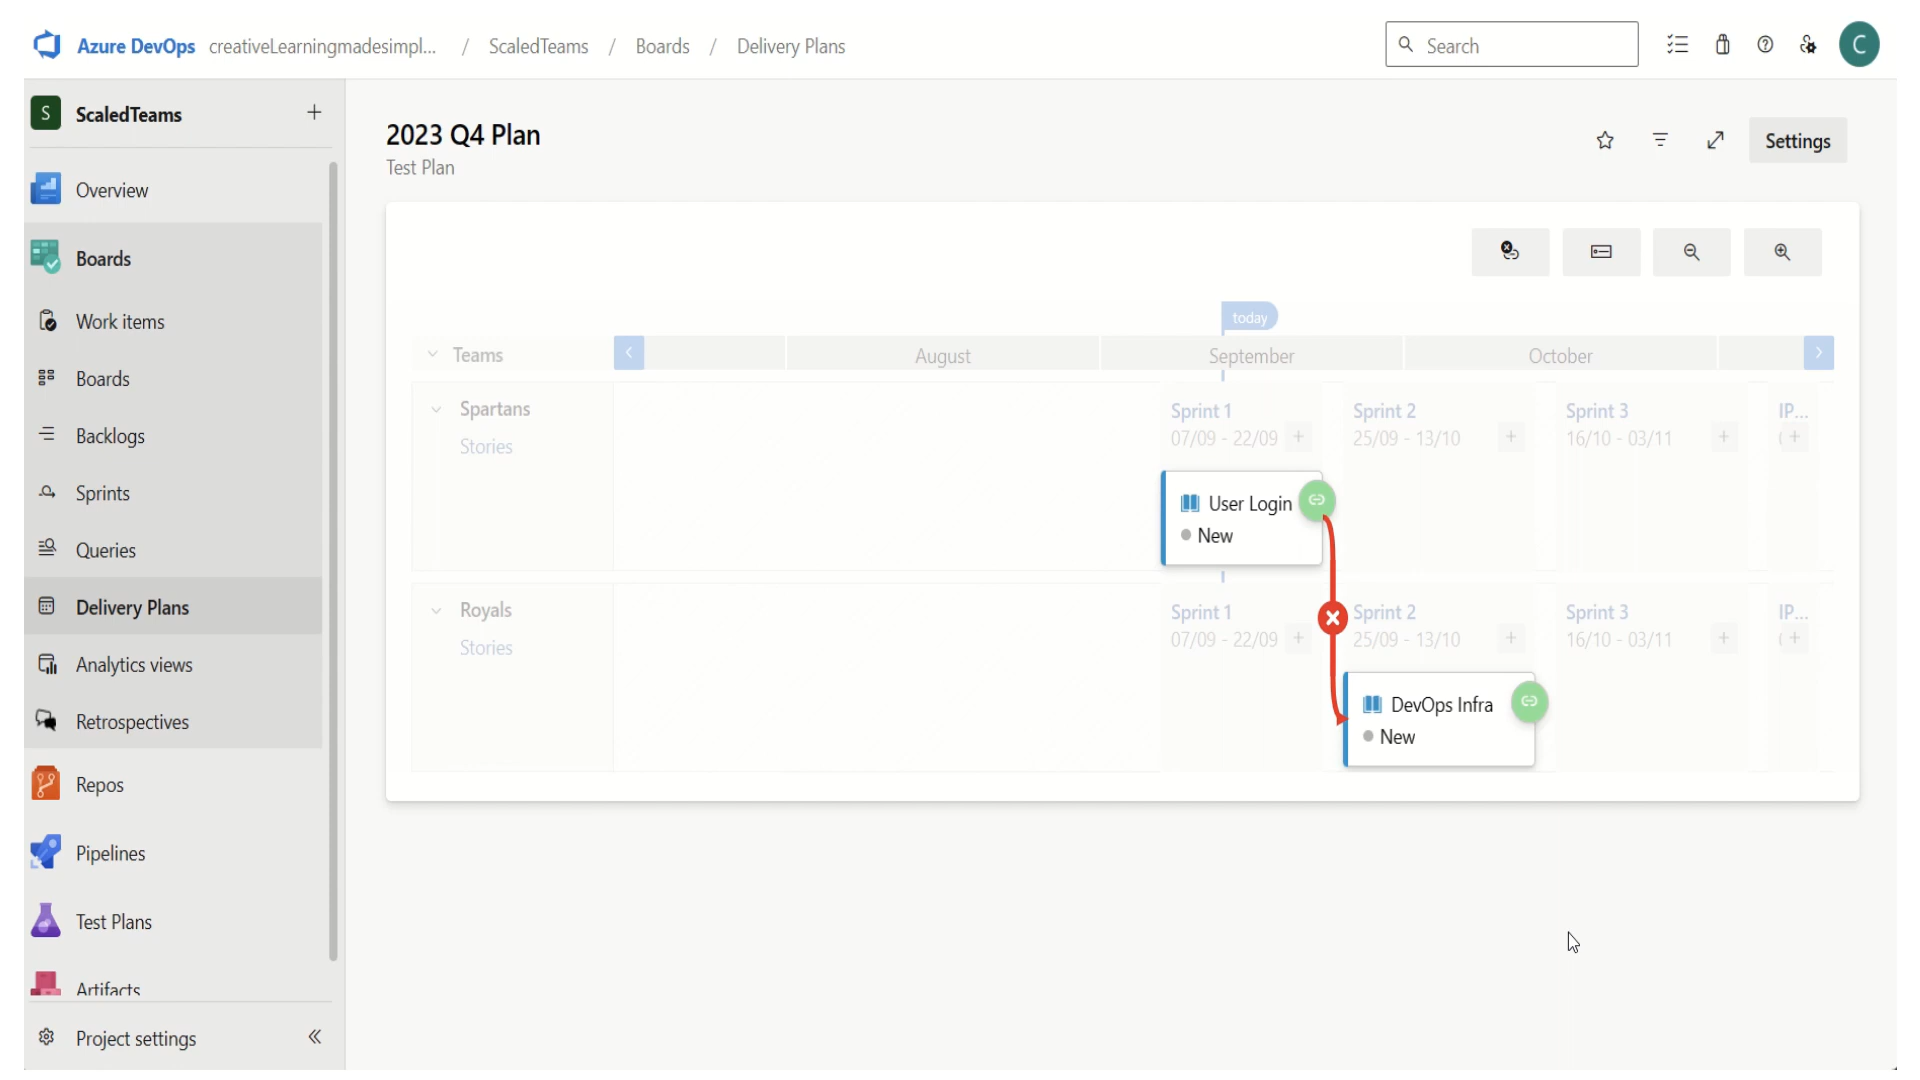 Azure DevOps creativeLearningmadesimpl... / ScaledTeams / Boards / Delivery Plans
Search
C
S ScaledTeams
2023 Q4 Plan
Test Plan
Settings
Overview
Boards
Work items
Boards
Backlogs
Sprints
Queries
Delivery Plans
Analytics views
Retrospectives
Repos
Pipelines
Test Plans
Artifacts
Project settings
today
Teams August September October
Spartans Sprint 1 Sprint 2 Sprint 3 IP...
Stories 07/09 - 22/09 25/09 - 13/10 16/10 - 03/11
User Login
New
Royals Sprint 1 Sprint 2 Sprint 3 IP...
Stories 07/09 - 22/09 25/09 - 13/10 16/10 - 03/11
DevOps Infra
New